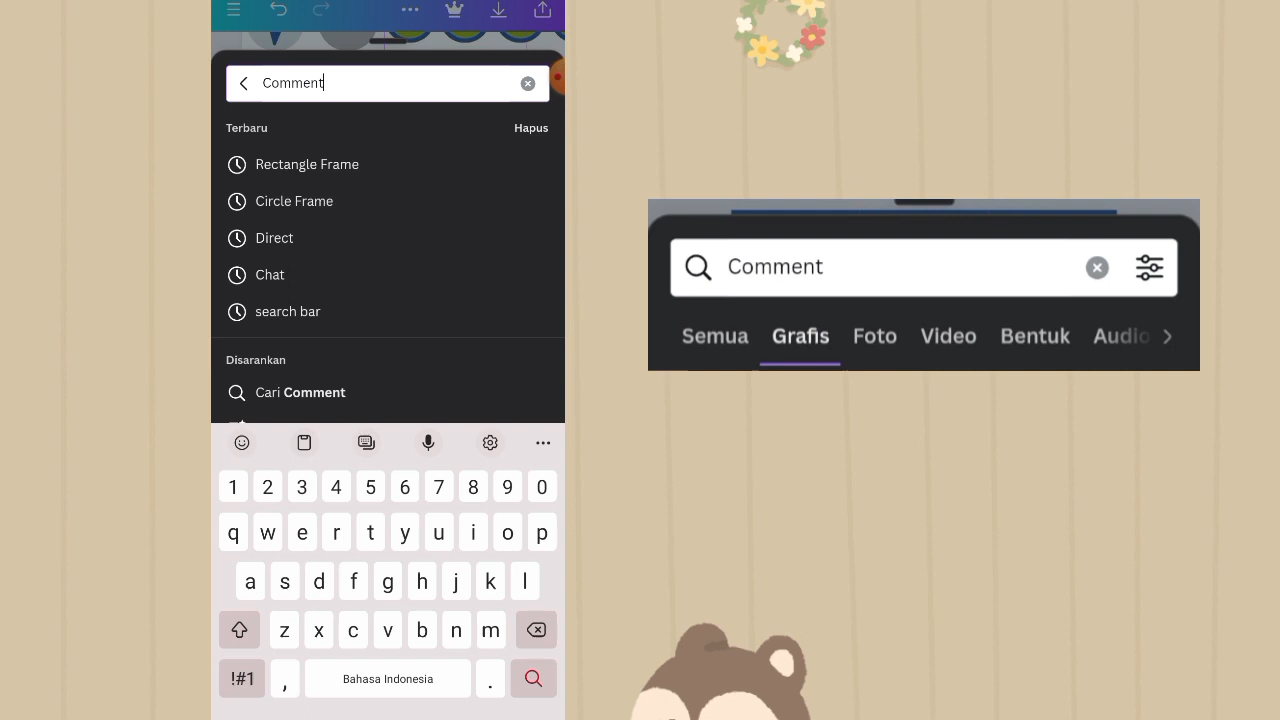 Comment
Terbaru Hapus
Rectangle Frame
Circle Frame
Direct
Chat
search bar
Disarankan
Cari Comment
1 2 3 4 5 6 7 8 9 0
q w e r t y u i o p
a s d f g h j k l
z x c v b n m
!#1 , Bahasa Indonesia .
Comment
Semua Grafis Foto Video Bentuk Audio